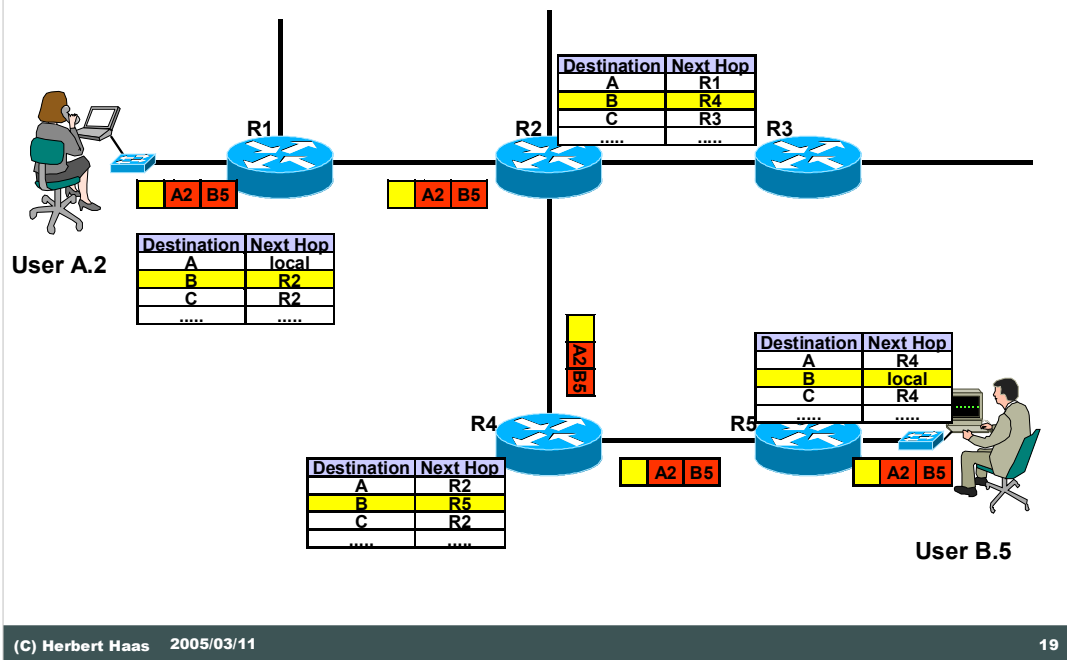 Destination Next Hop
A R1
B R4
C R3
..... .....
R1
R2
R3
A2 B5
A2 B5
User A.2
Destination Next Hop
A local
B R2
C R2
..... .....
A2 B5
Destination Next Hop
A R4
B local
C R4
..... .....
R4
R5
Destination Next Hop
A R2
B R5
C R2
..... .....
A2 B5
A2 B5
User B.5
(C) Herbert Haas 2005/03/11 19